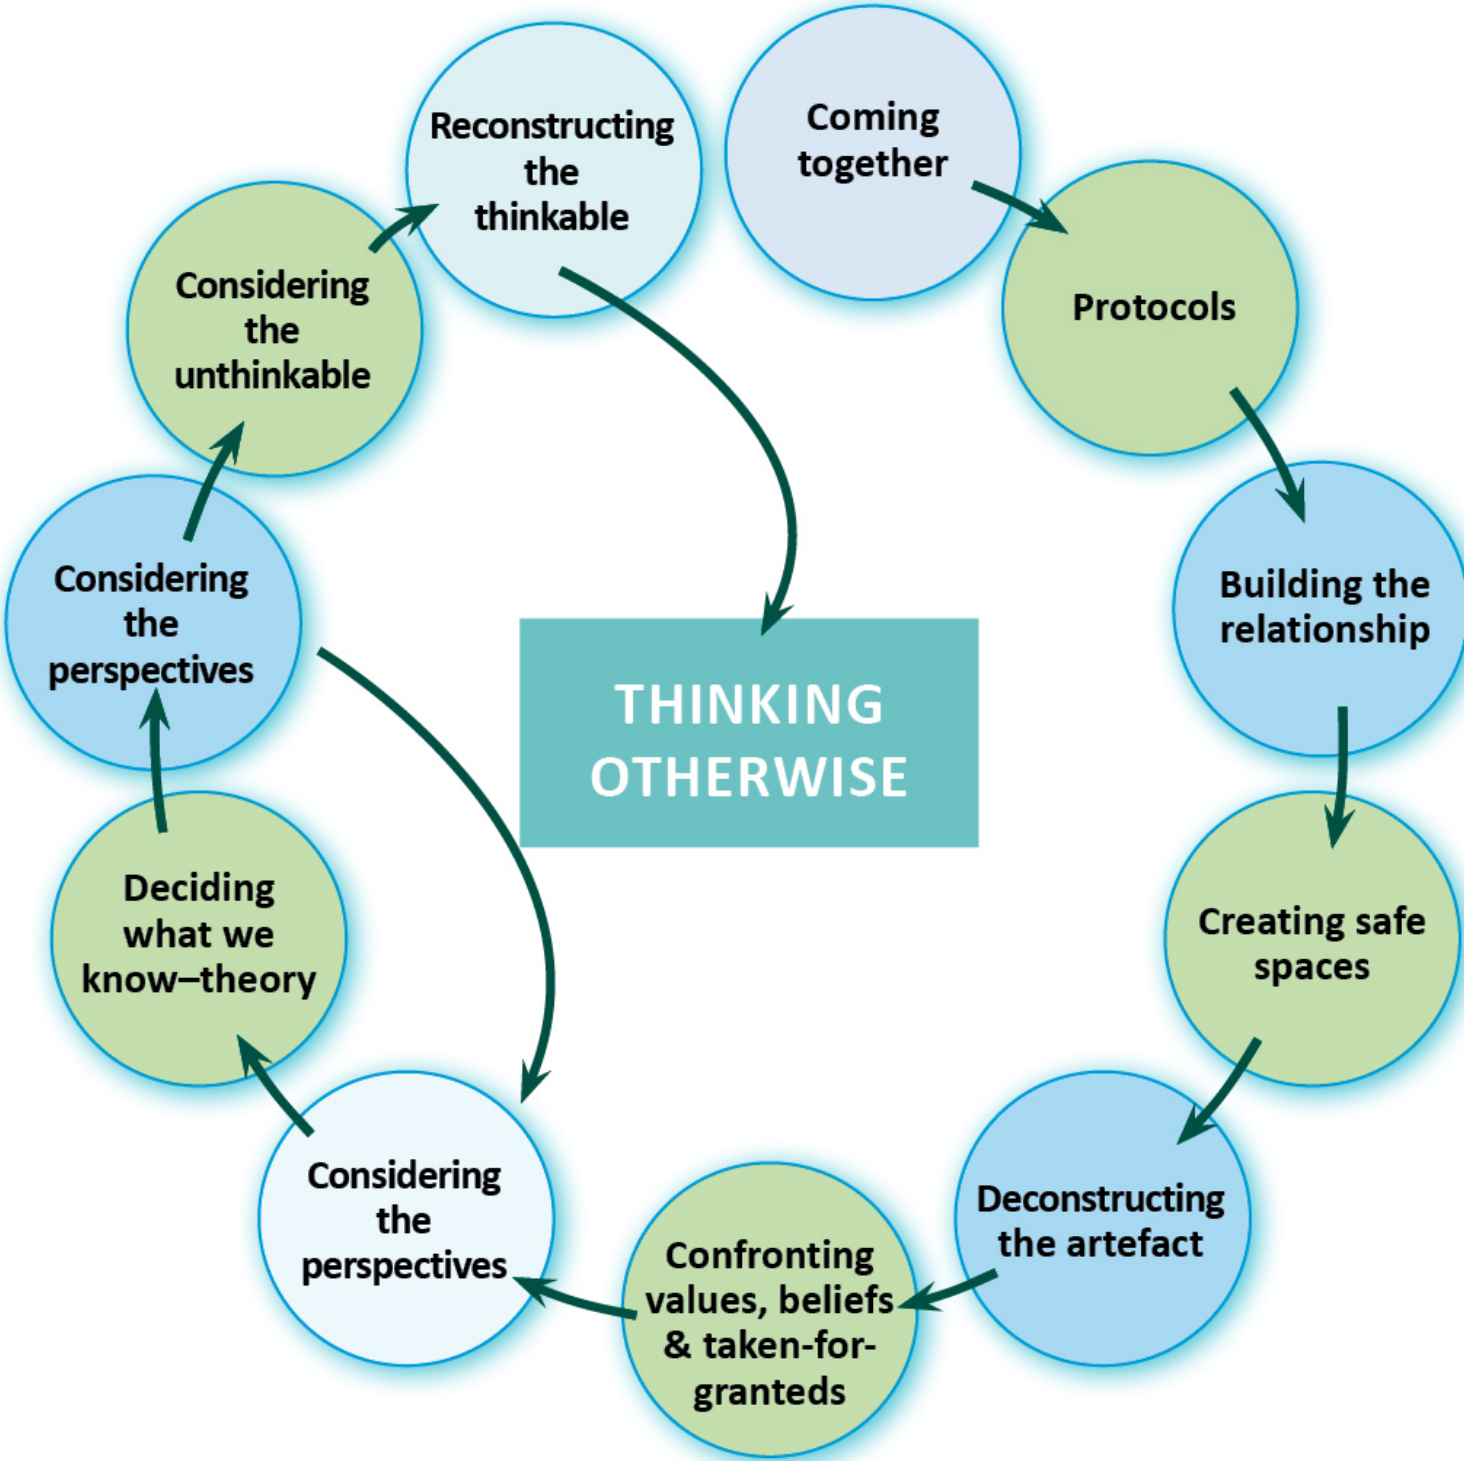 Coming
together
Protocols
Building the
relationship
Creating safe
spaces
Deconstructing
the artefact
Confronting
values, beliefs
& taken-for-
granteds
Considering
the
perspectives
Deciding
what we
know–theory
Considering
the
perspectives
Considering
the
unthinkable
Reconstructing
the
thinkable
THINKING
OTHERWISE